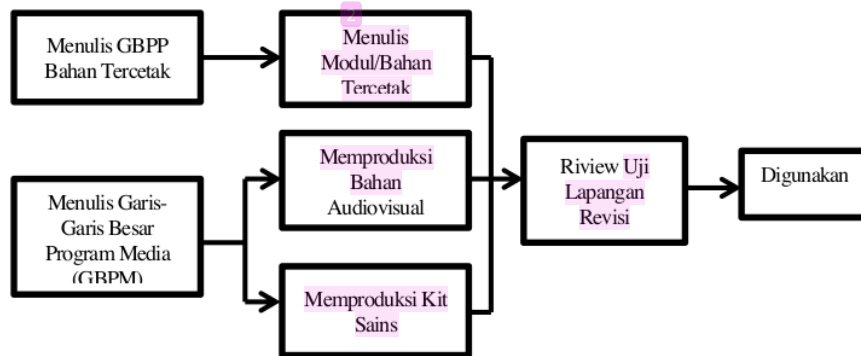 2
Menulis GBPP
Bahan Tercetak
Menulis
Modul/Bahan
Tercetak
Memproduksi
Bahan
Audiovisual
Menulis Garis-
Garis Besar
Program Media
(GBPM)
Memproduksi Kit
Sains
Riview Uji
Lapangan
Revisi
Digunakan